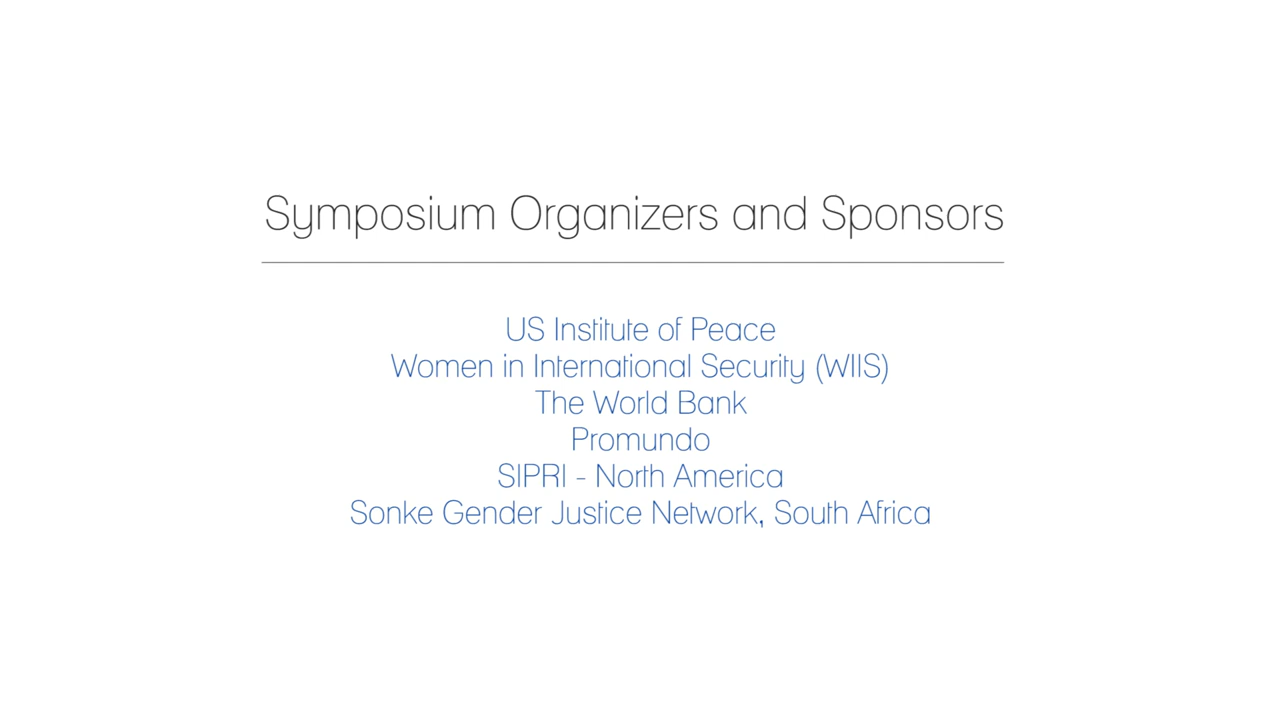 Symposium Organizers and Sponsors
US Institute of Peace
Women in International Security (WIIS)
The World Bank
Promundo
SIPRI - North America
Sonke Gender Justice Network, South Africa